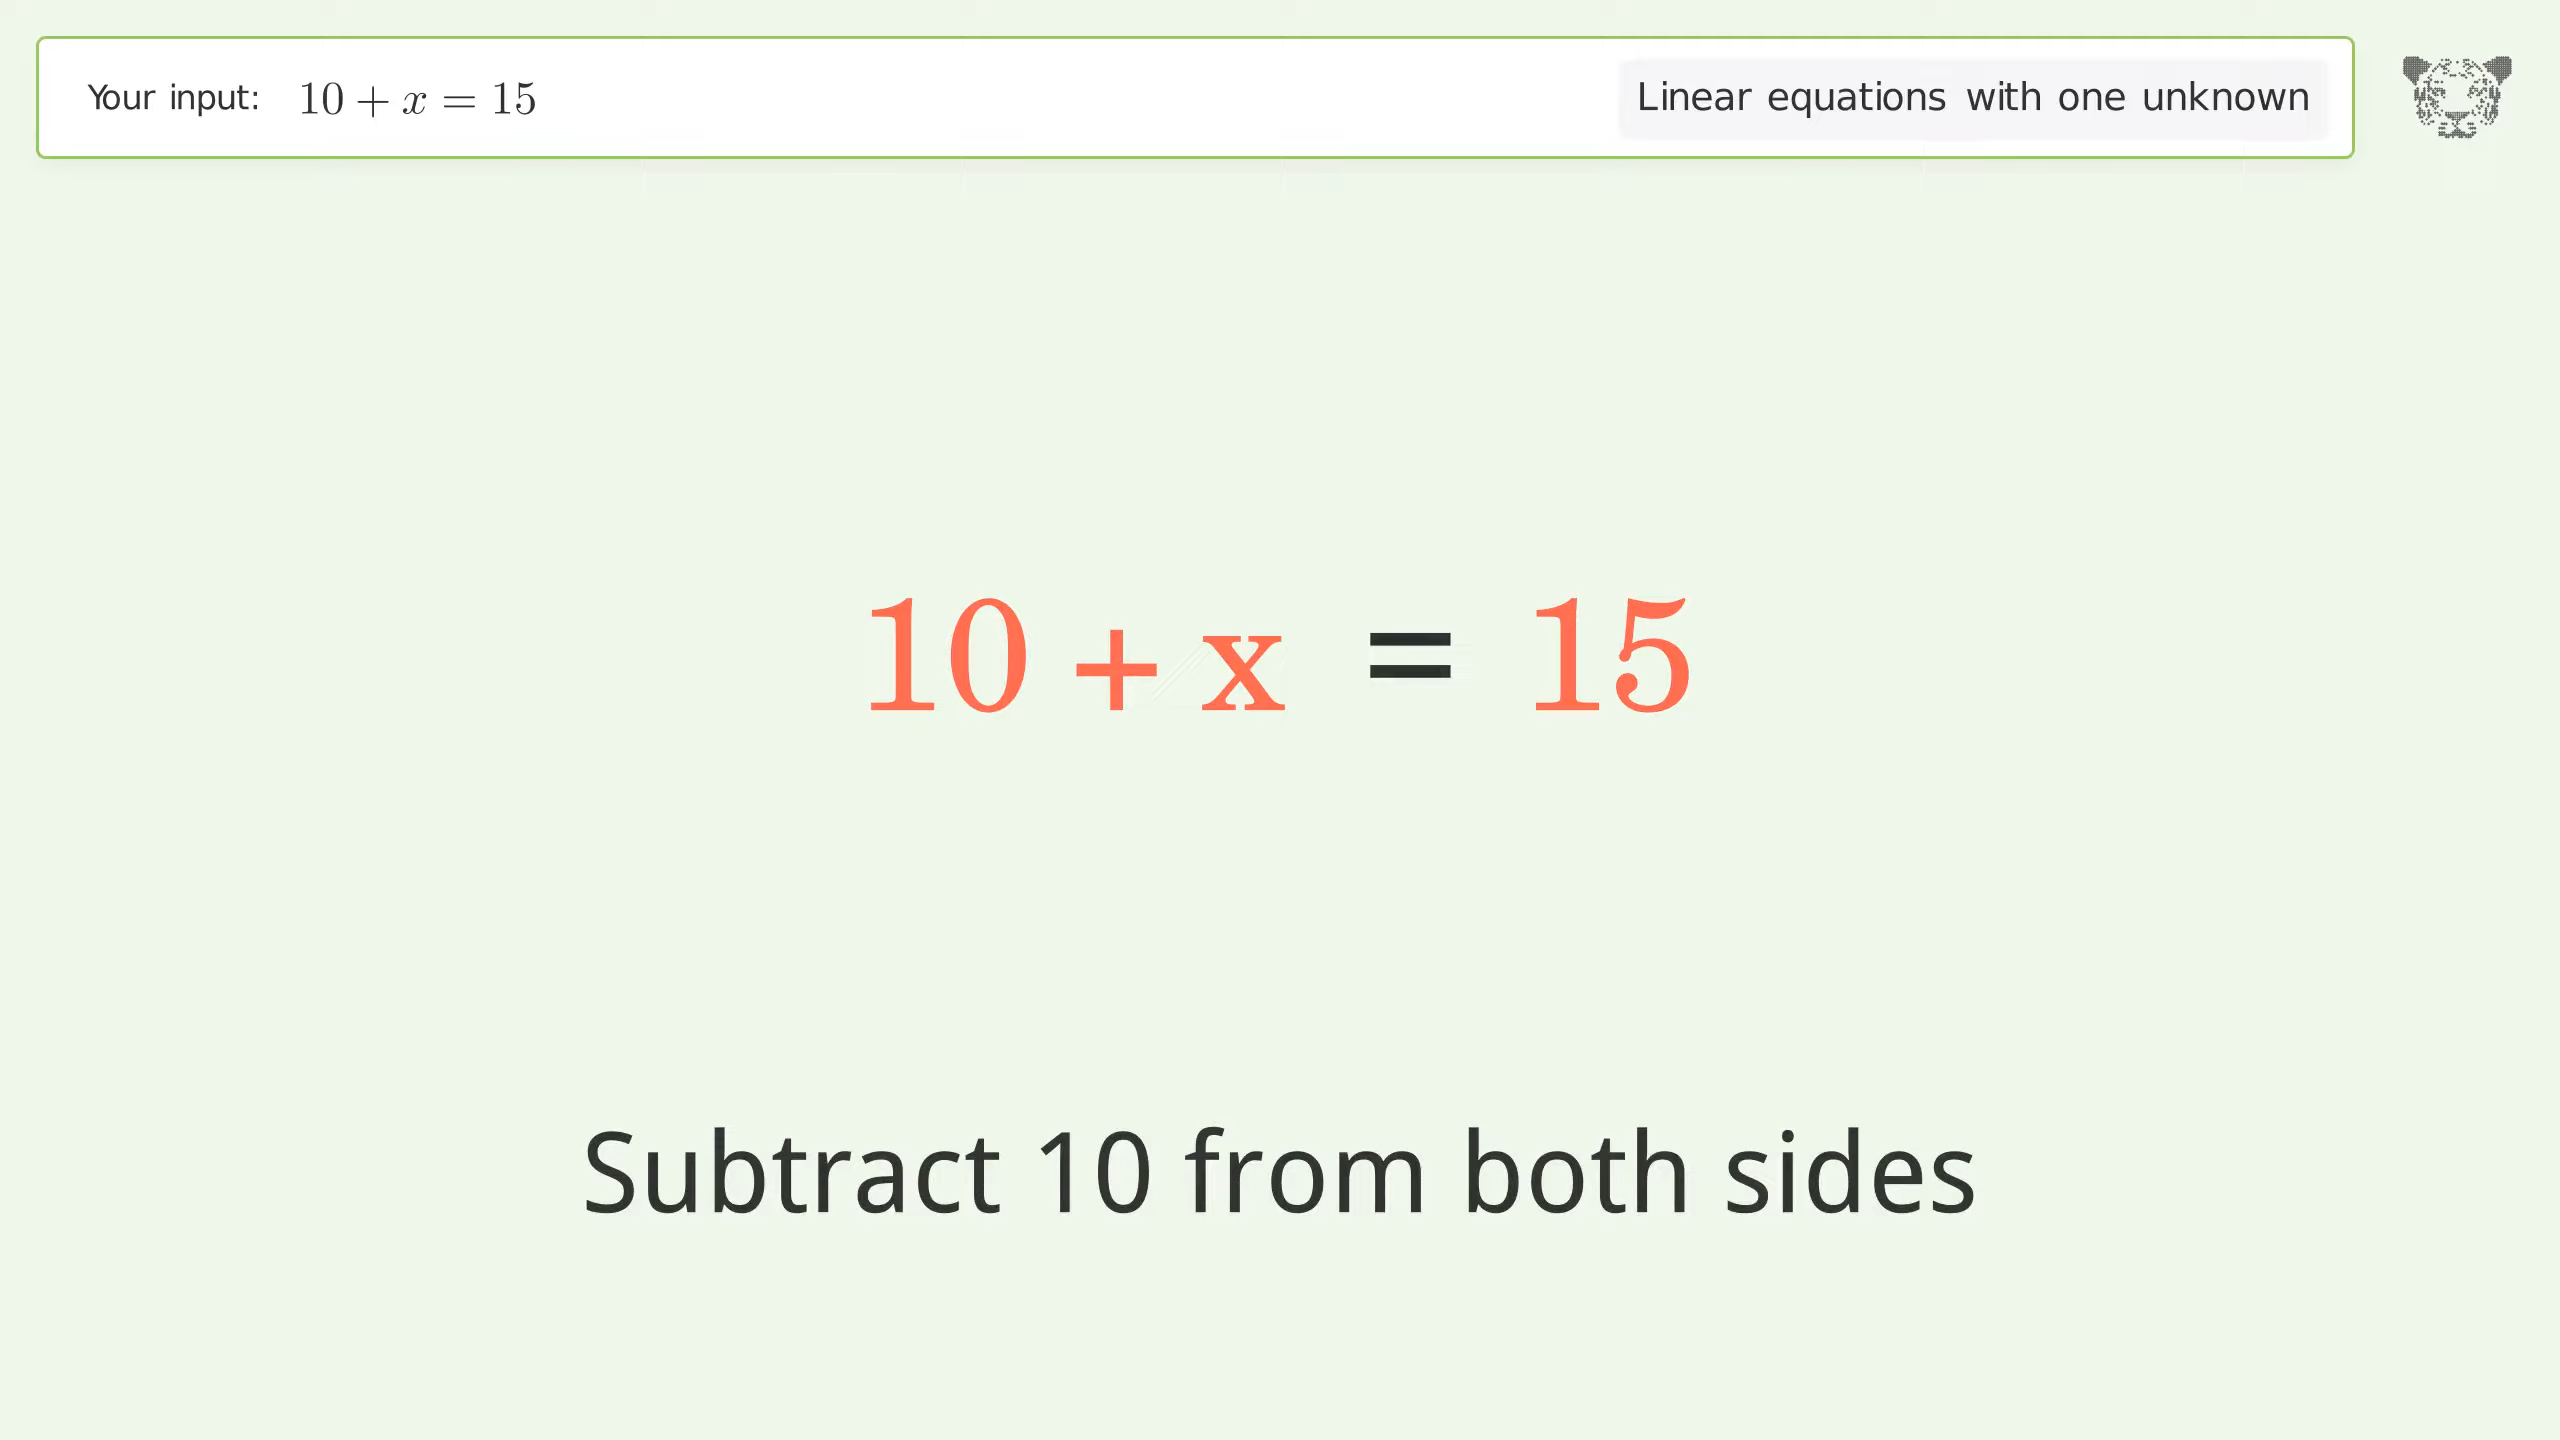 Your input: 10 + x = 15
Linear equations with one unknown
10 + x = 15
Subtract 10 from both sides